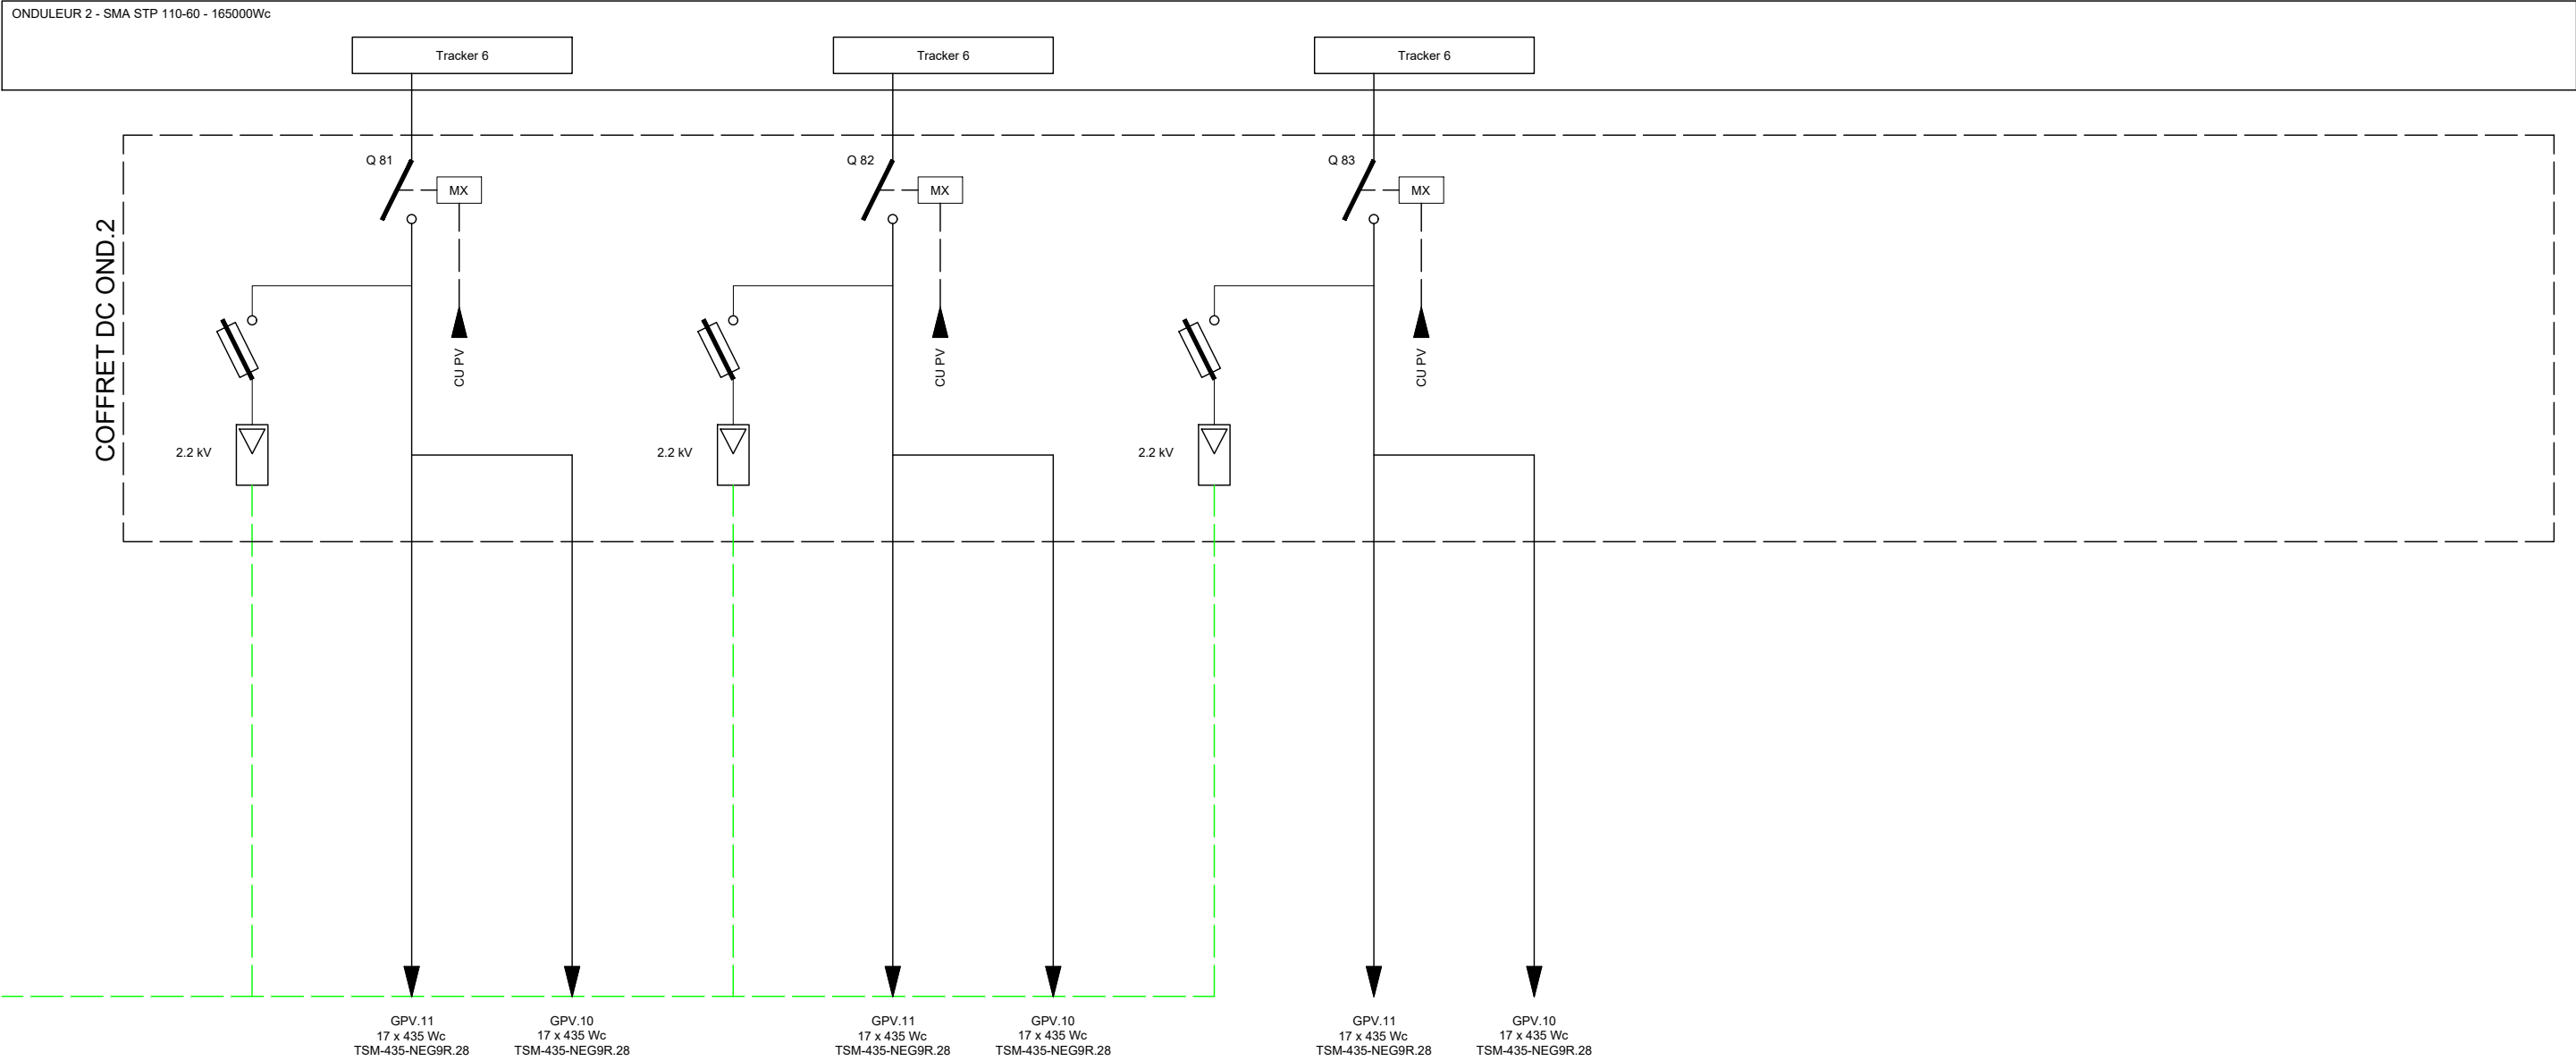 ONDULEUR 2 - SMA STP 110-60 - 165000Wc
Tracker 6
Tracker 6
Tracker 6
COFFRET DC OND.2
Q 81
MX
Q 82
MX
Q 83
MX
CU PV
CU PV
CU PV
2.2 kV
2.2 kV
2.2 kV
GPV.11
17 x 435 Wc
TSM-435-NEG9R.28
GPV.10
17 x 435 Wc
TSM-435-NEG9R.28
GPV.11
17 x 435 Wc
TSM-435-NEG9R.28
GPV.10
17 x 435 Wc
TSM-435-NEG9R.28
GPV.11
17 x 435 Wc
TSM-435-NEG9R.28
GPV.10
17 x 435 Wc
TSM-435-NEG9R.28